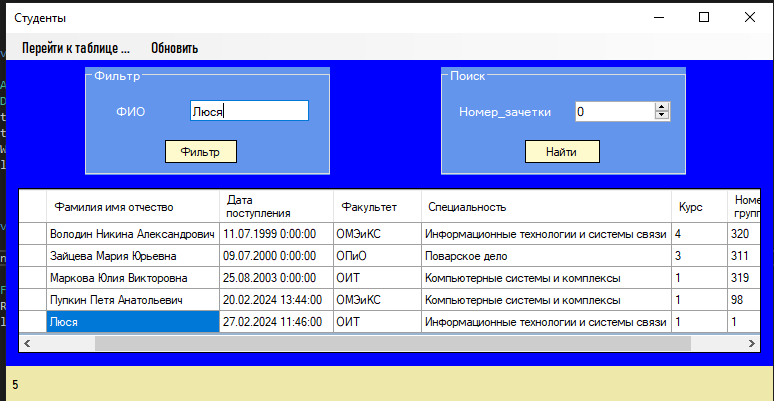 Студенты
Перейти к таблице ... Обновить
Фильтр
ФИО Люся
Фильтр
Поиск
Номер_зачетки 0
Найти
Фамилия имя отчество Дата поступления Факультет Специальность Курс Номе групп
Володин Никина Александрович 11.07.1999 0:00:00 ОМЭиКС Информационные технологии и системы связи 4 320
Зайцева Мария Юрьевна 09.07.2000 0:00:00 ОПиО Поварское дело 3 311
Маркова Юлия Викторовна 25.08.2003 0:00:00 ОИТ Компьютерные системы и комплексы 1 319
Пупкин Петя Анатольевич 20.02.2024 13:44:00 ОМЭиКС Компьютерные системы и комплексы 1 98
Люся 27.02.2024 11:46:00 ОИТ Информационные технологии и системы связи 1 1
5